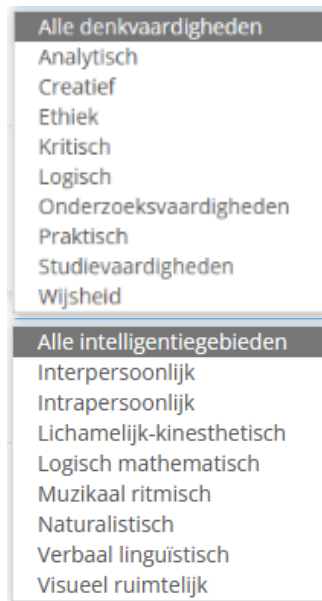 Alle denkvaardigheden
Analytisch
Creatief
Ethiek
Kritisch
Logisch
Onderzoeksvaardigheden
Praktisch
Studievaardigheden
Wijsheid
Alle intelligentiegebieden
Interpersoonlijk
Intrapersoonlijk
Lichamelijk-kinesthetisch
Logisch mathematisch
Muzikaal ritmisch
Naturalistisch
Verbaal linguïstisch
Visueel ruimtelijk